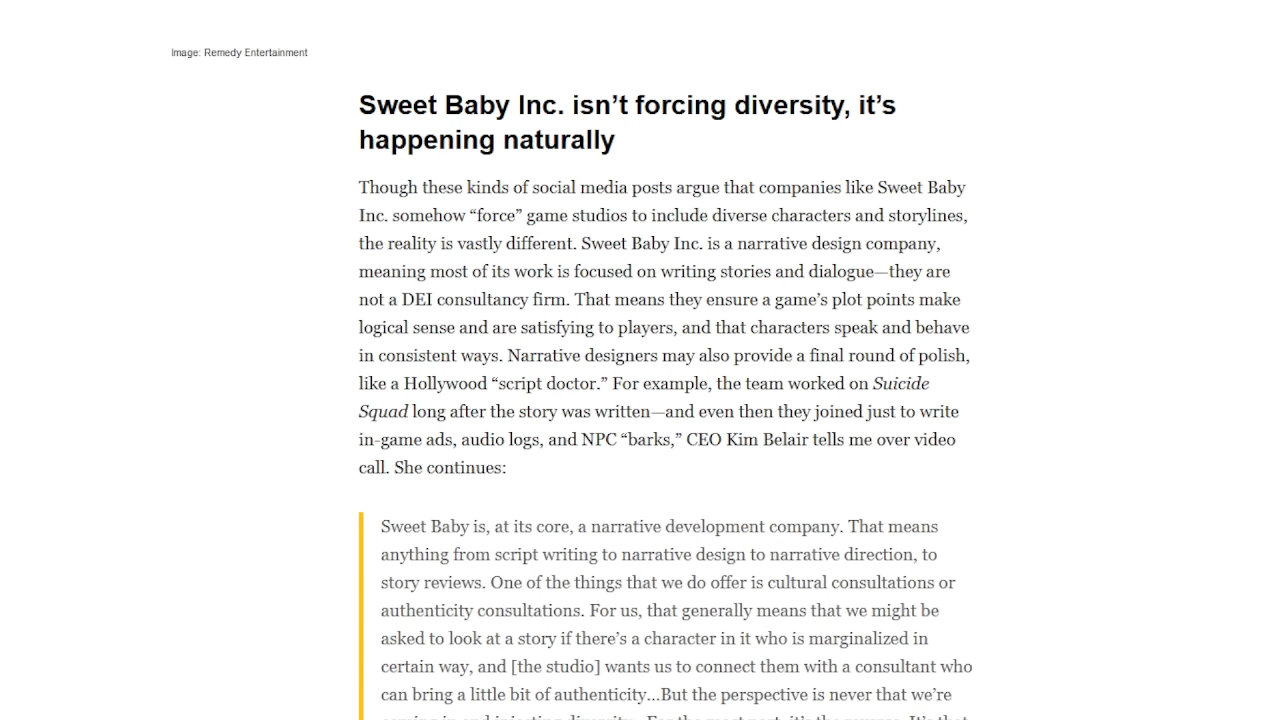 Image: Remedy Entertainment
Sweet Baby Inc. isn’t forcing diversity, it’s
happening naturally
Though these kinds of social media posts argue that companies like Sweet Baby
Inc. somehow “force” game studios to include diverse characters and storylines,
the reality is vastly different. Sweet Baby Inc. is a narrative design company,
meaning most of its work is focused on writing stories and dialogue—they are
not a DEI consultancy firm. That means they ensure a game’s plot points make
logical sense and are satisfying to players, and that characters speak and behave
in consistent ways. Narrative designers may also provide a final round of polish,
like a Hollywood “script doctor.” For example, the team worked on Suicide
Squad long after the story was written—and even then they joined just to write
in-game ads, audio logs, and NPC “barks,” CEO Kim Belair tells me over video
call. She continues:
Sweet Baby is, at its core, a narrative development company. That means
anything from script writing to narrative design to narrative direction, to
story reviews. One of the things that we do offer is cultural consultations or
authenticity consultations. For us, that generally means that we might be
asked to look at a story if there’s a character in it who is marginalized in
certain way, and [the studio] wants us to connect them with a consultant who
can bring a little bit of authenticity…But the perspective is never that we’re